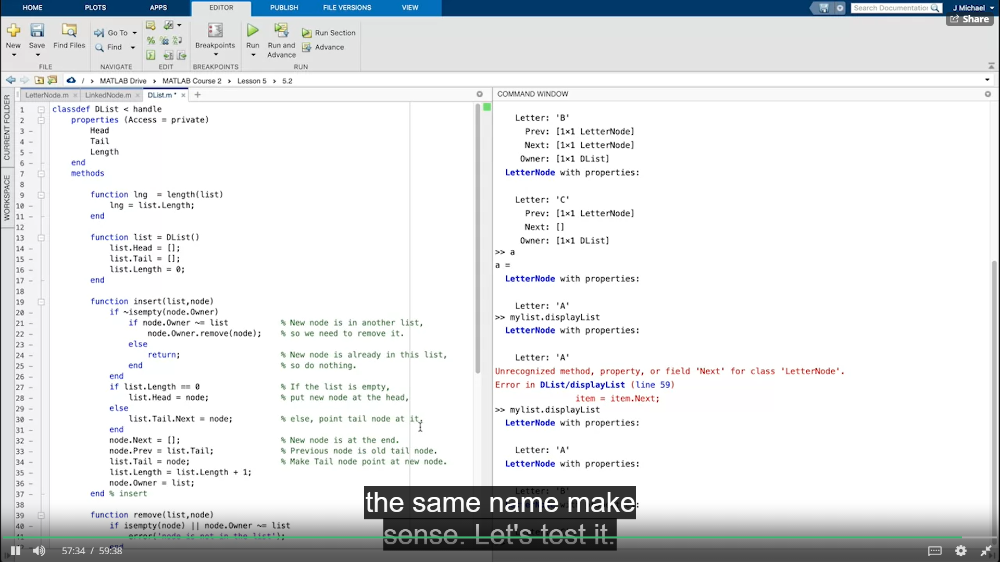 HOME PLOTS APPS EDITOR PUBLISH FILE VERSIONS VIEW
Search Documentation J Michael
Share
New Save Find Files Go To Find Breakpoints Run Run and Advance Run Section Advance
FILE NAVIGATE EDIT BREAKPOINTS RUN
/ › MATLAB Drive › MATLAB Course 2 › Lesson 5 › 5.2
CURRENT FOLDER
WORKSPACE
LetterNode.m × LinkedNode.m × DList.m * × +
1 classdef DList < handle
2 properties (Access = private)
3 – Head
4 – Tail
5 – Length
6 – end
7 methods
8
9 function lng  = length(list)
10 – lng = list.Length;
11 – end
12
13 function list = DList()
14 – list.Head = [];
15 – list.Tail = [];
16 – list.Length = 0;
17 – end
18
19 function insert(list,node)
20 – if ~isempty(node.Owner)
21 – if node.Owner ~= list % New node is in another list,
22 – node.Owner.remove(node); % so we need to remove it.
23 – else
24 – return; % New node is already in this list,
25 – end % so do nothing.
26 – end
27 – if list.Length == 0 % If the list is empty,
28 – list.Head = node; % put new node at the head,
29 – else
30 – list.Tail.Next = node; % else, point tail node at it.
31 – end
32 – node.Next = []; % New node is at the end.
33 – node.Prev = list.Tail; % Previous node is old tail node.
34 – list.Tail = node; % Make Tail node point at new node.
35 – list.Length = list.Length + 1;
36 – node.Owner = list;
37 – end % insert
38
39 function remove(list,node)
40 – if isempty(node) || node.Owner ~= list
41 – error('node is not in the list');
42 – end
COMMAND WINDOW
Letter: 'B'
Prev: [1×1 LetterNode]
Next: [1×1 LetterNode]
Owner: [1×1 DList]
LetterNode with properties:
Letter: 'C'
Prev: [1×1 LetterNode]
Next: []
Owner: [1×1 DList]
>> a
a =
LetterNode with properties:
Letter: 'A'
>> mylist.displayList
LetterNode with properties:
Letter: 'A'
Unrecognized method, property, or field 'Next' for class 'LetterNode'.
Error in DList/displayList (line 59)
item = item.Next;
>> mylist.displayList
LetterNode with properties:
Letter: 'A'
LetterNode with properties:
Letter: 'B'
the same name make
sense. Let's test it.
57:34 / 59:38